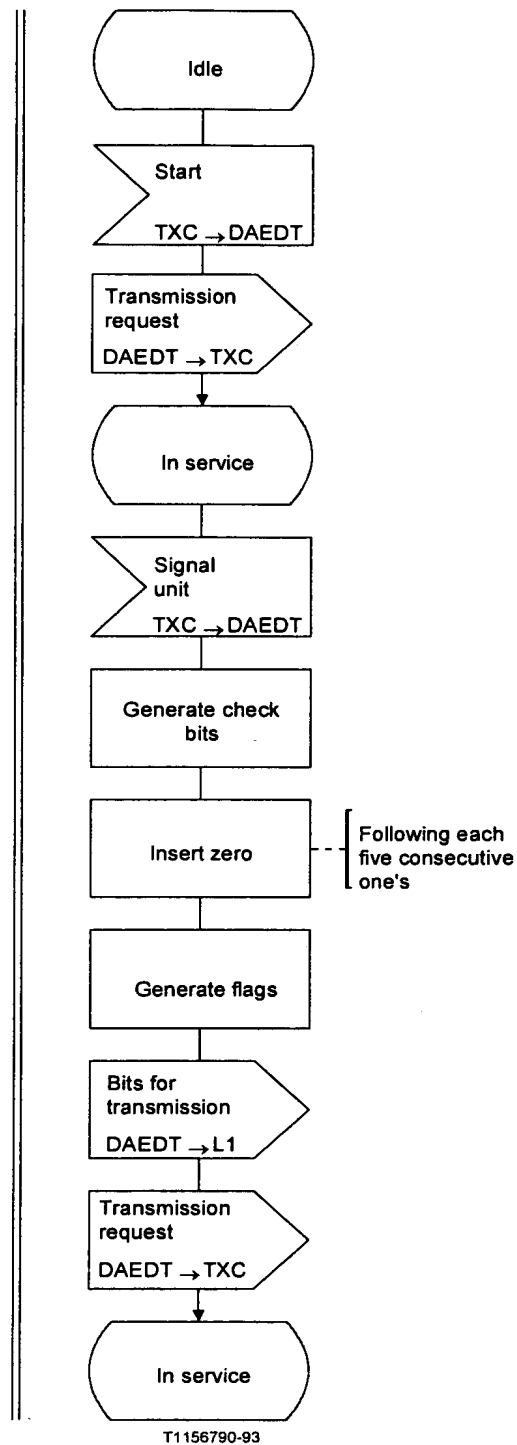 Idle
Start
TXC → DAEDT
Transmission
request
DAEDT → TXC
In service
Signal
unit
TXC → DAEDT
Generate check
bits
Insert zero
Following each
five consecutive
one's
Generate flags
Bits for
transmission
DAEDT → L1
Transmission
request
DAEDT → TXC
In service
T1156790-93